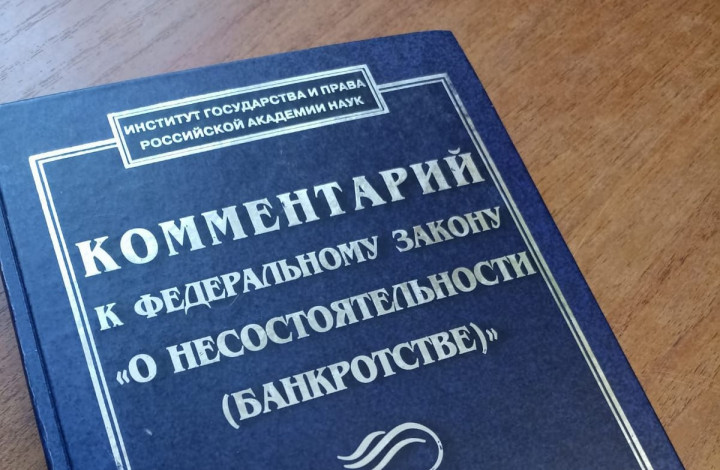 ИНСТИТУТ ГОСУДАРСТВА И ПРАВА
РОССИЙСКОЙ АКАДЕМИИ НАУК
КОММЕНТАРИЙ
К ФЕДЕРАЛЬНОМУ ЗАКОНУ
«О НЕСОСТОЯТЕЛЬНОСТИ
(БАНКРОТСТВЕ)»